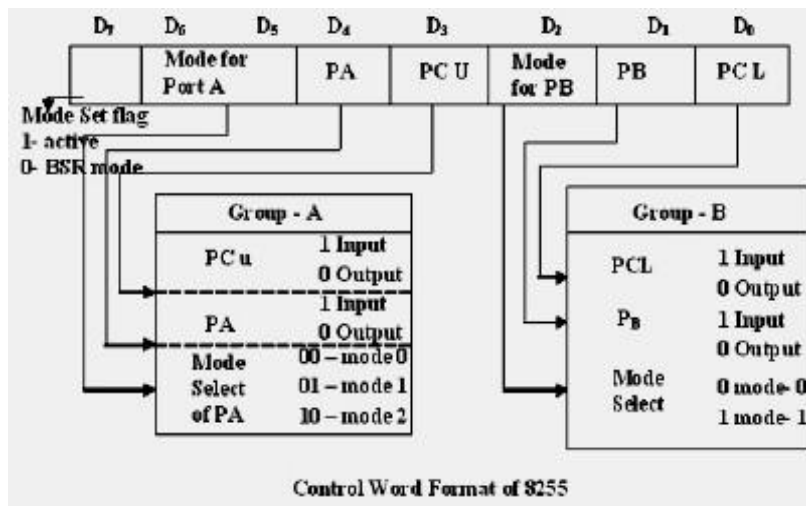 D₇ D₆ D₅ D₄ D₃ D₂ D₁ D₀
Mode for Port A
PA
PC U
Mode for PB
PB
PC L
Mode Set flag
1- active
0- BSR mode
Group - A
PC u
1 Input
0 Output
PA
1 Input
0 Output
Mode Select of PA
00 – mode 0
01 – mode 1
10 – mode 2
Group - B
PCL
1 Input
0 Output
P_B
1 Input
0 Output
Mode Select
0 mode- 0
1 mode- 1
Control Word Format of 8255